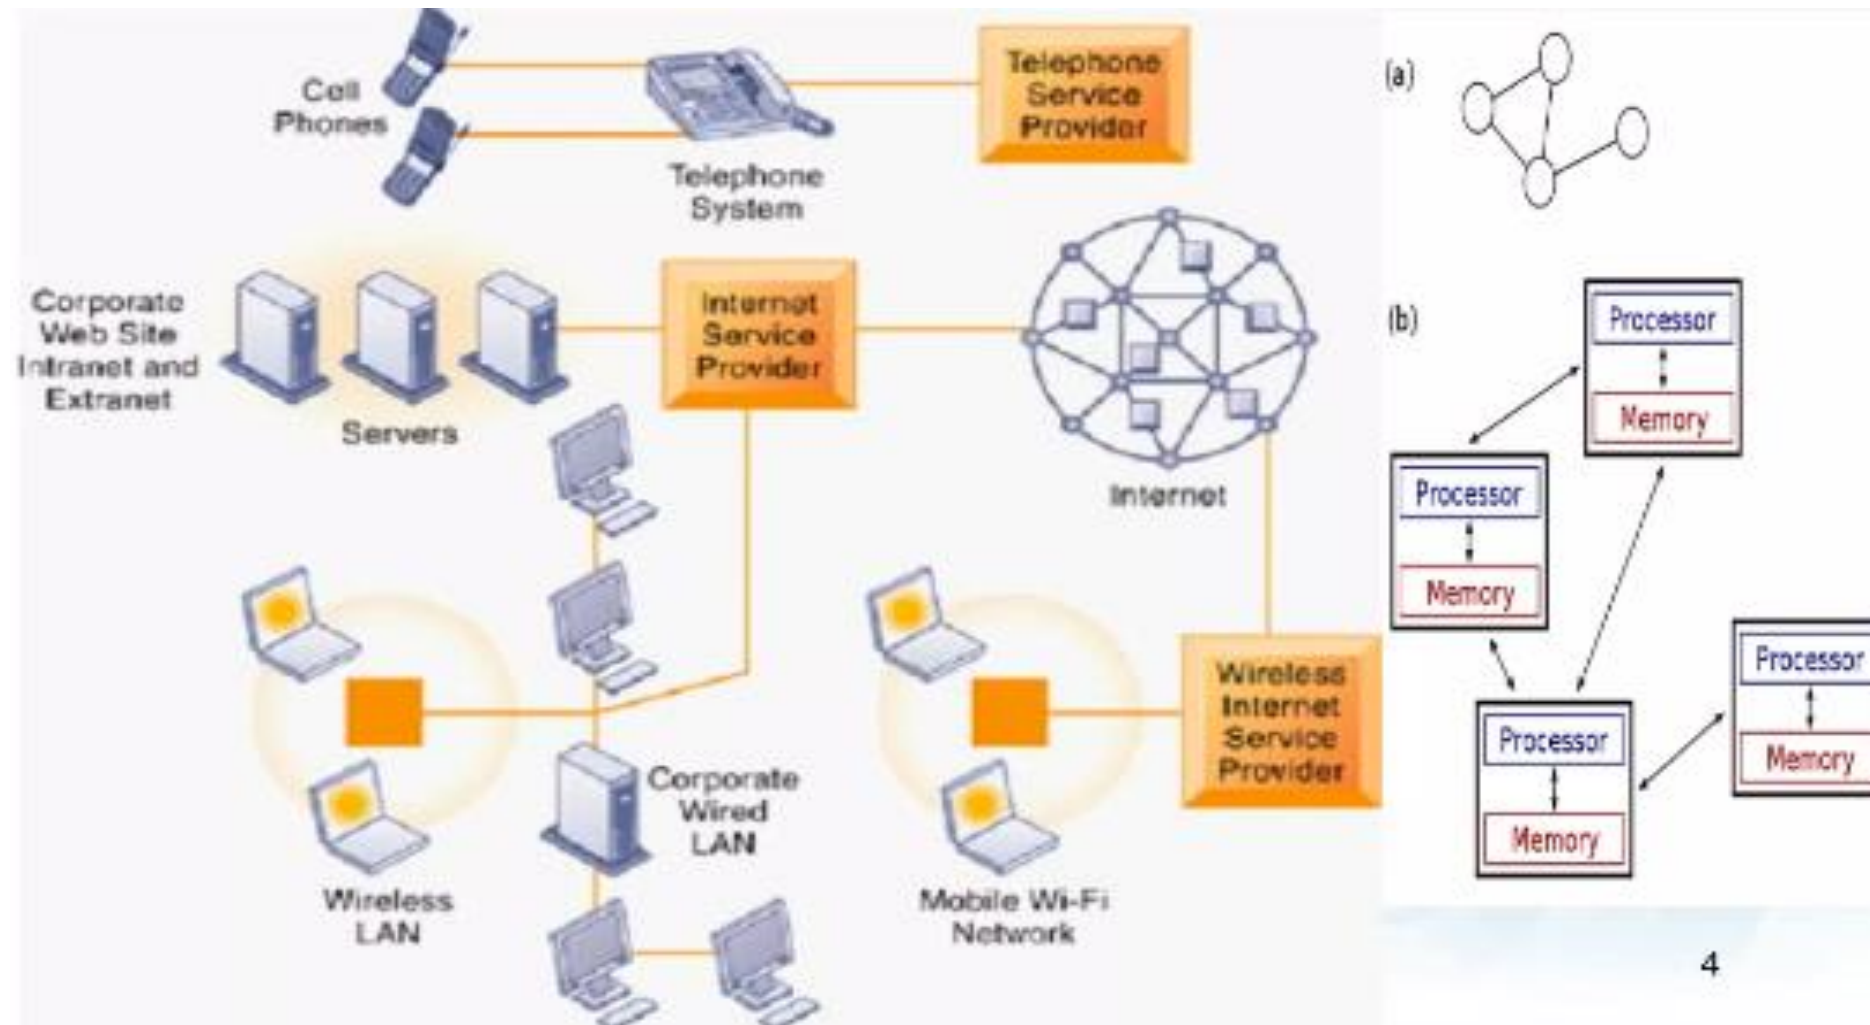 Cell
Phones
Telephone
System
Telephone
Service
Provider
Corporate
Web Site
Intranet and
Extranet
Servers
Internet
Service
Provider
Internet
Wireless
LAN
Corporate
Wired
LAN
Mobile Wi-Fi
Network
Wireless
Internet
Service
Provider
(a)
(b)
Processor
Memory
Processor
Memory
Processor
Memory
Processor
Memory
4